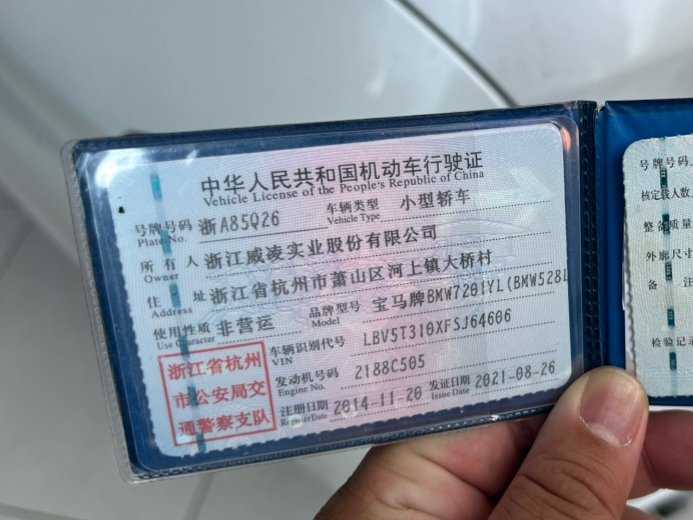 中华人民共和国机动车行驶证
Vehicle License of the People's Republic of China
号牌号码 浙A85Q26 车辆类型 小型轿车
Plate No. Vehicle Type
所有人 浙江威凌实业股份有限公司
Owner
住址 浙江省杭州市萧山区河上镇大桥村
Address
使用性质 非营运 品牌型号 宝马牌BMW7201YL(BMW528L
Use Character Model
车辆识别代号 LBV5T310XFSJ64606
VIN
发动机号码 2188C505
Engine No.
注册日期 2014-11-20 发证日期 2021-08-26
Register Date Issue Date
浙江省杭州
市公安局交
通警察支队
号牌号码
核定载人数
整备质量
外廓尺寸
备注
检验记录